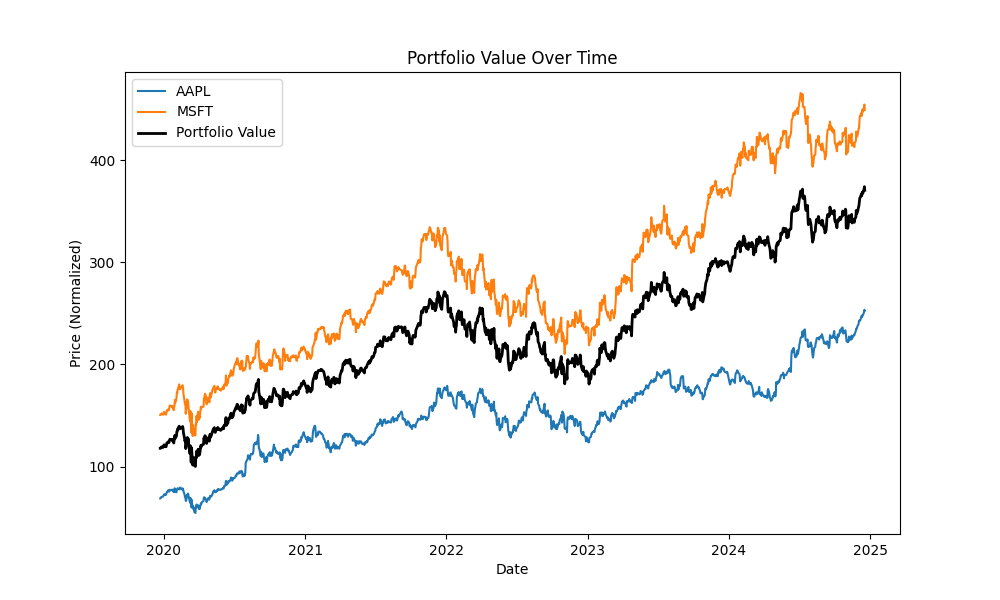 Portfolio Value Over Time
AAPL
MSFT
Portfolio Value
Price (Normalized)
400
300
200
100
2020
2021
2022
2023
2024
2025
Date